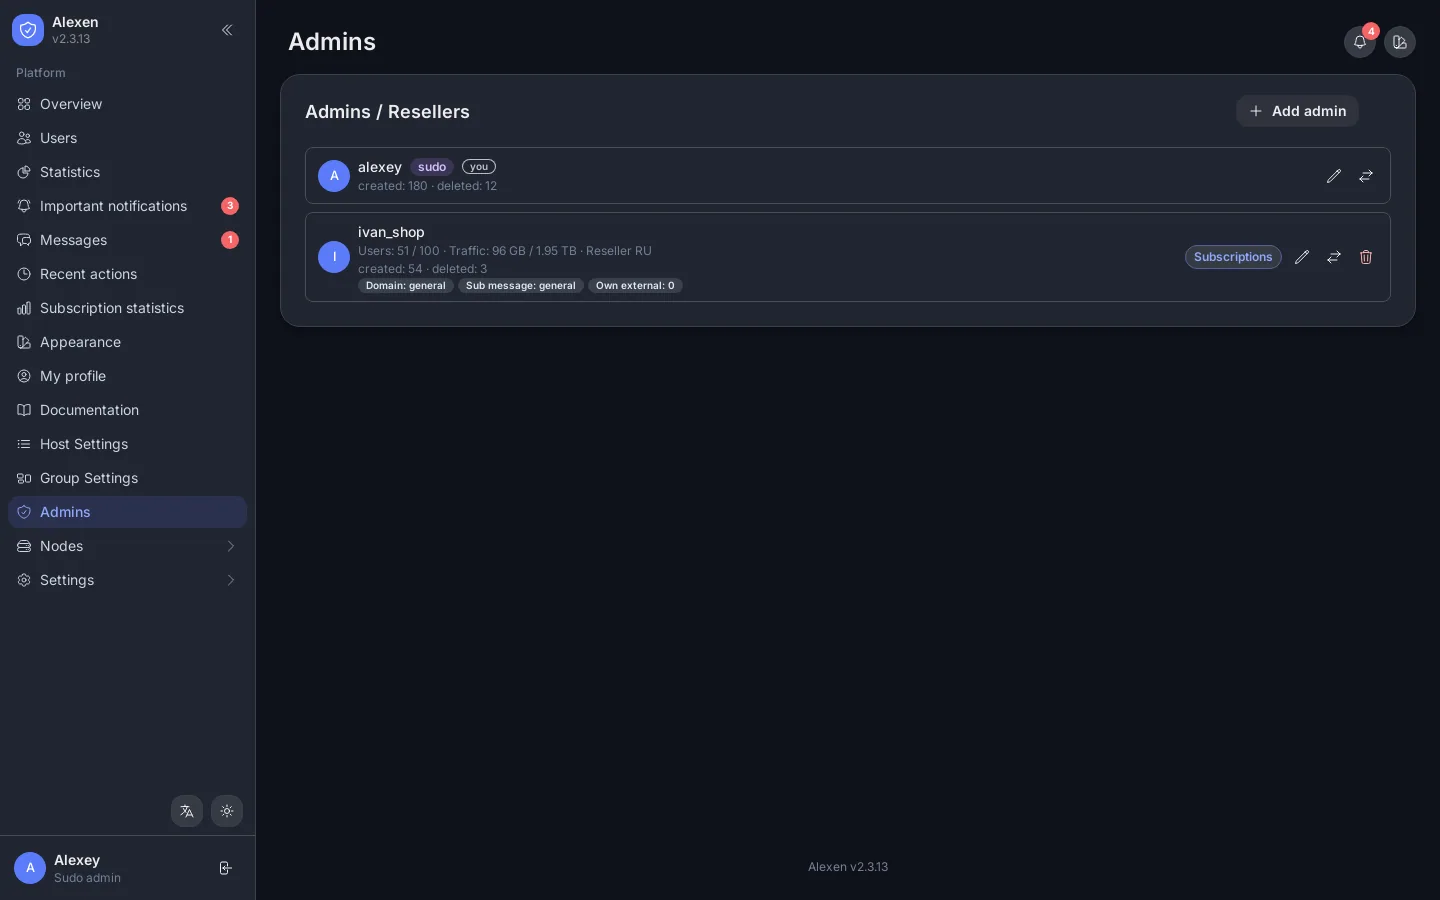 Alexen
v2.3.13
Platform
Overview
Users
Statistics
Important notifications 3
Messages 1
Recent actions
Subscription statistics
Appearance
My profile
Documentation
Host Settings
Group Settings
Admins
Nodes
Settings
A
Alexey
Sudo admin
Admins
4
Admins / Resellers
Add admin
A
alexey sudo you
created: 180 · deleted: 12
I
ivan_shop
Users: 51 / 100 · Traffic: 96 GB / 1.95 TB · Reseller RU
created: 54 · deleted: 3
Domain: general Sub message: general Own external: 0
Subscriptions
Alexen v2.3.13